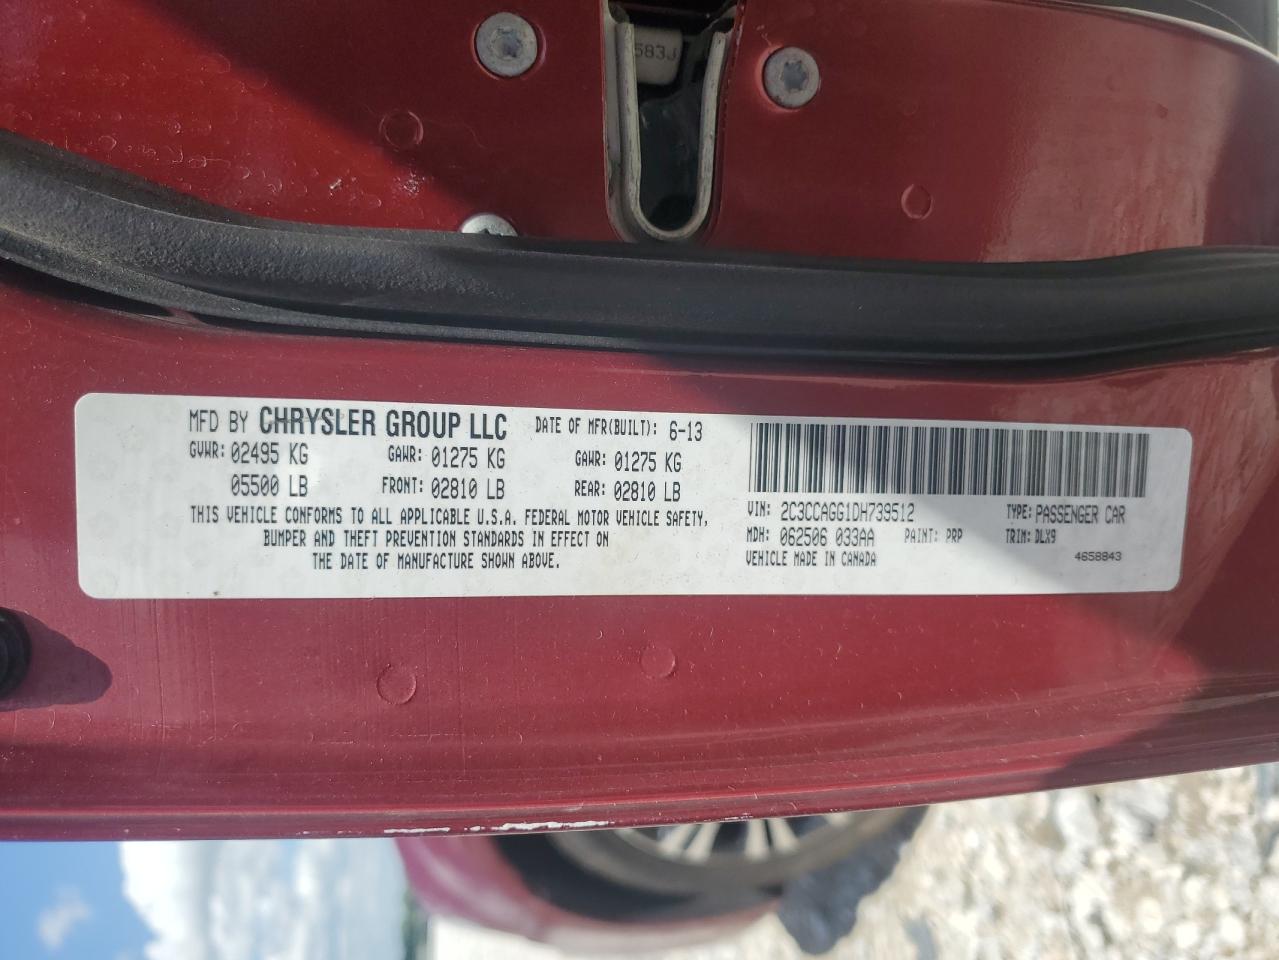 583J
MFD BY CHRYSLER GROUP LLC DATE OF MFR(BUILT): 6-13
GVWR: 02495 KG GAWR: 01275 KG GAWR: 01275 KG
05500 LB FRONT: 02810 LB REAR: 02810 LB
THIS VEHICLE CONFORMS TO ALL APPLICABLE U.S.A. FEDERAL MOTOR VEHICLE SAFETY,
BUMPER AND THEFT PREVENTION STANDARDS IN EFFECT ON
THE DATE OF MANUFACTURE SHOWN ABOVE.
VIN: 2C3CCAGG1DH739512 TYPE: PASSENGER CAR
MDH: 062506 033AA PAINT: PRP TRIM: DLX9
VEHICLE MADE IN CANADA 4658843